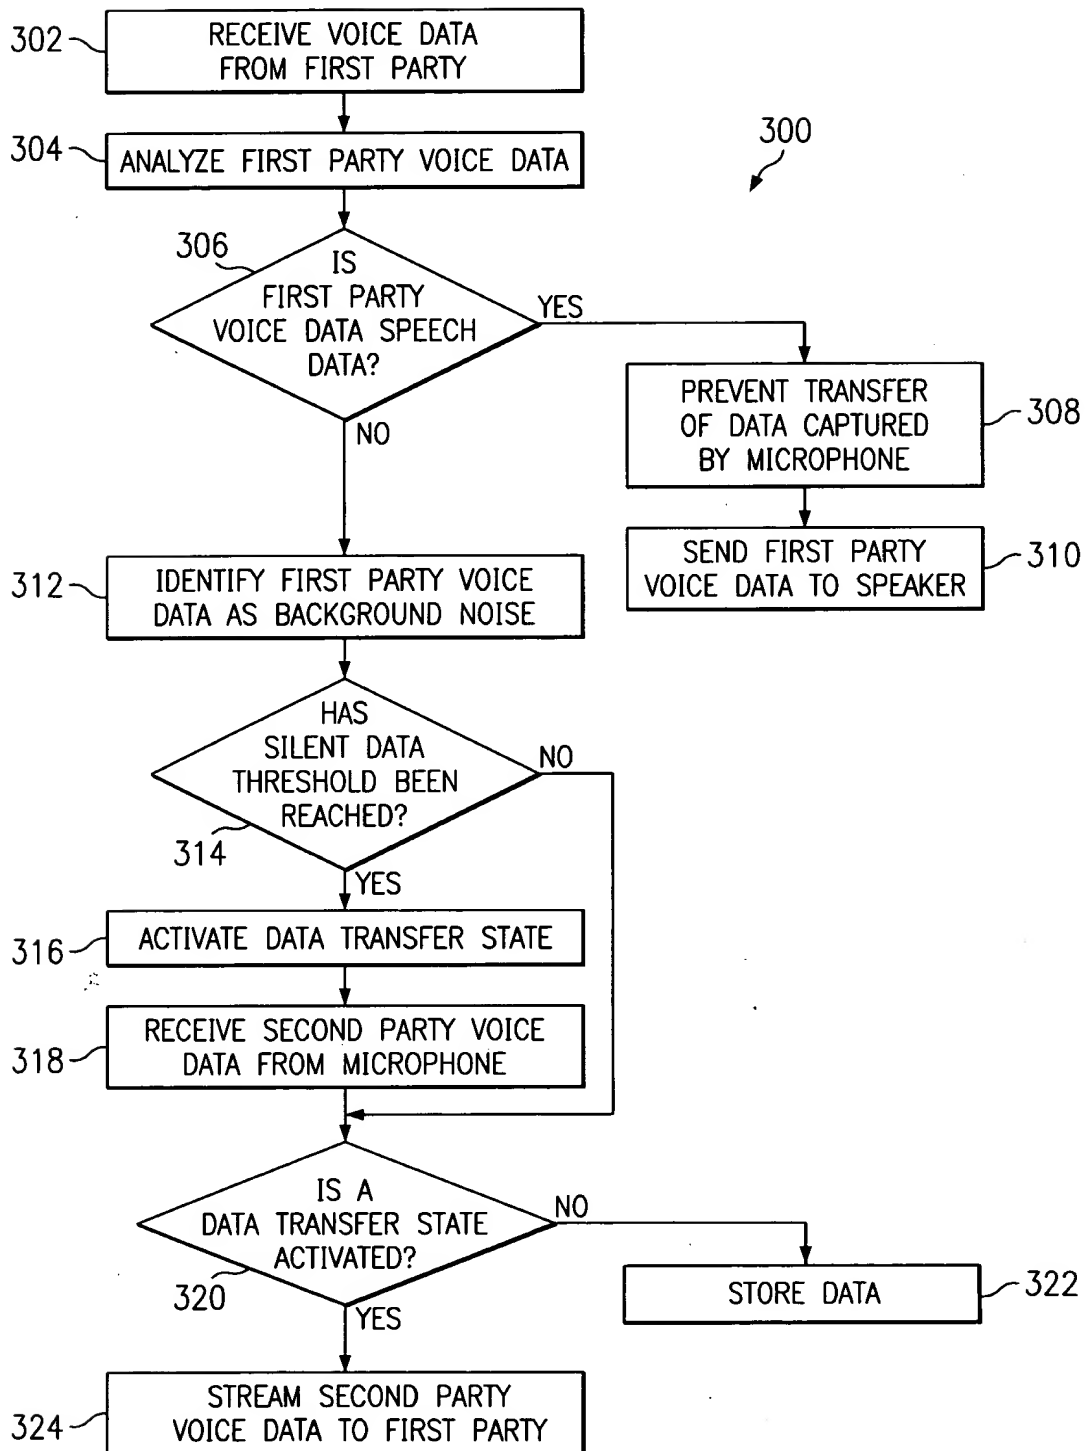 302
RECEIVE VOICE DATA
FROM FIRST PARTY
304
ANALYZE FIRST PARTY VOICE DATA
300
306
IS
FIRST PARTY
VOICE DATA SPEECH
DATA?
YES
NO
PREVENT TRANSFER
OF DATA CAPTURED
BY MICROPHONE
308
SEND FIRST PARTY
VOICE DATA TO SPEAKER
310
312
IDENTIFY FIRST PARTY VOICE
DATA AS BACKGROUND NOISE
HAS
SILENT DATA
THRESHOLD BEEN
REACHED?
NO
314
YES
316
ACTIVATE DATA TRANSFER STATE
318
RECEIVE SECOND PARTY VOICE
DATA FROM MICROPHONE
IS A
DATA TRANSFER STATE
ACTIVATED?
NO
320
YES
STORE DATA
322
324
STREAM SECOND PARTY
VOICE DATA TO FIRST PARTY